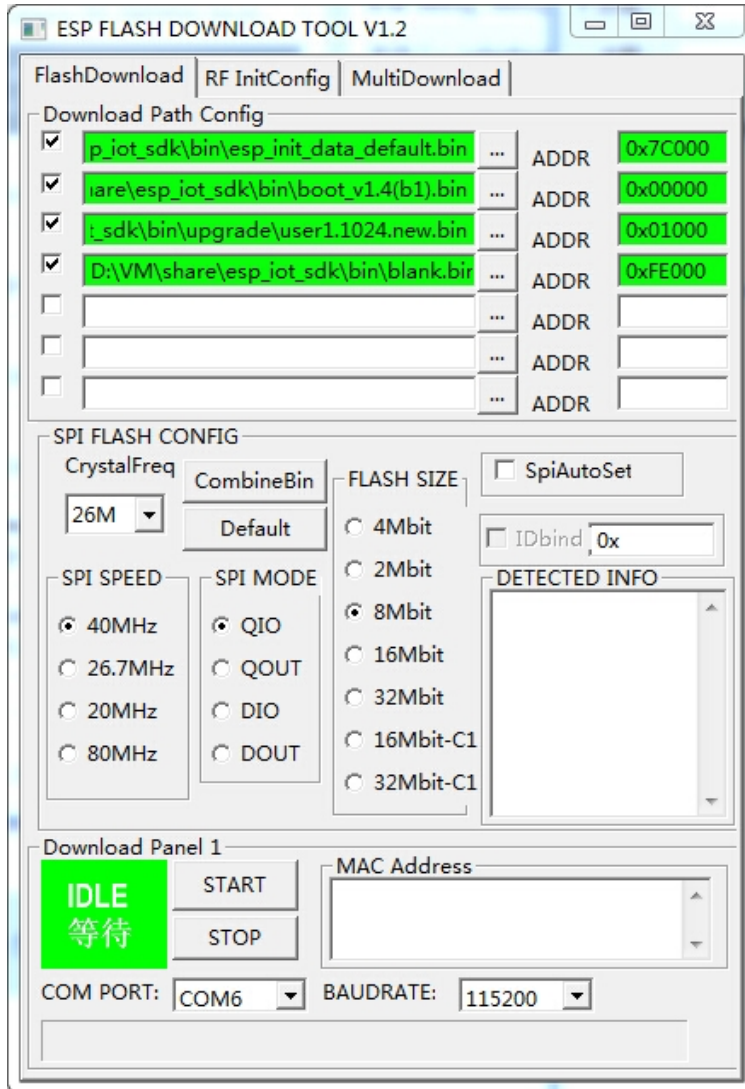 ESP FLASH DOWNLOAD TOOL V1.2
FlashDownload RF InitConfig MultiDownload
Download Path Config
p_iot_sdk\bin\esp_init_data_default.bin ... ADDR 0x7C000
are\esp_iot_sdk\bin\boot_v1.4(b1).bin ... ADDR 0x00000
t_sdk\bin\upgrade\user1.1024.new.bin ... ADDR 0x01000
D:\VM\share\esp_iot_sdk\bin\blank.bin ... ADDR 0xFE000
... ADDR
... ADDR
... ADDR
SPI FLASH CONFIG
CrystalFreq
26M
CombineBin
Default
SPI SPEED
40MHz
26.7MHz
20MHz
80MHz
SPI MODE
QIO
QOUT
DIO
DOUT
FLASH SIZE
4Mbit
2Mbit
8Mbit
16Mbit
32Mbit
16Mbit-C1
32Mbit-C1
SpiAutoSet
IDbind 0x
DETECTED INFO
Download Panel 1
IDLE
等待
START
STOP
MAC Address
COM PORT: COM6 BAUDRATE: 115200